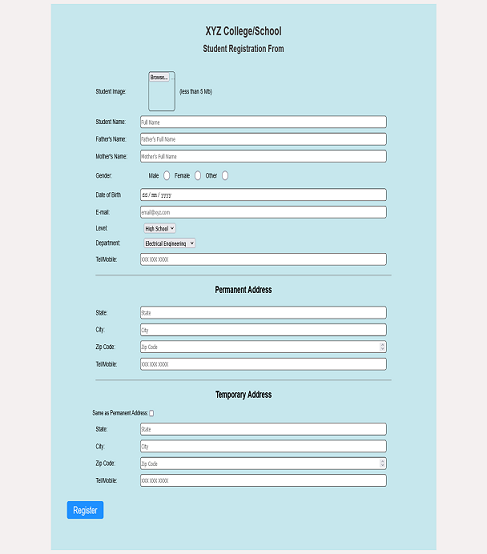 XYZ College/School
Student Registration From
Browse...
Student Image: (less than 5 Mb)
Student Name: Full Name
Father's Name: Father's Full Name
Mother's Name: Mother's Full Name
Gender: Male Female Other
Date of Birth dd / mm / yyyy
E-mail: email@xyz.com
Level: High School
Department: Electrical Engineering
Tell/Mobile: XXX XXX XXXX
Permanent Address
State: State
City: City
Zip Code: Zip Code
Tell/Mobile: XXX XXX XXXX
Temporary Address
Same as Permanent Address:
State: State
City: City
Zip Code: Zip Code
Tell/Mobile: XXX XXX XXXX
Register